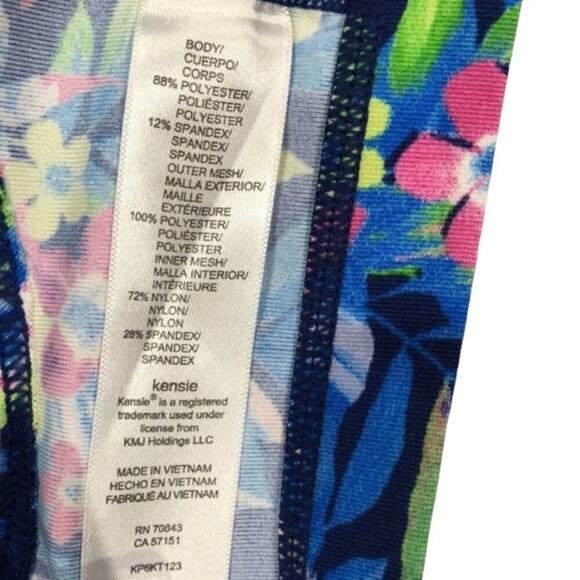 BODY/
CUERPO/
CORPS
88% POLYESTER/
POLIÉSTER/
POLYESTER
12% SPANDEX/
SPANDEX/
SPANDEX
OUTER MESH/
MALLA EXTERIOR/
MAILLE
EXTÉRIEURE
100% POLYESTER/
POLIÉSTER/
POLYESTER
INNER MESH/
MALLA INTERIOR/
INTÉRIEURE
72% NYLON/
NYLON/
NYLON
28% SPANDEX/
SPANDEX/
SPANDEX
kensie
Kensie® is a registered
trademark used under
license from
KMJ Holdings LLC
MADE IN VIETNAM
HECHO EN VIETNAM
FABRIQUÉ AU VIETNAM
RN 70643
CA 57151
KP6KT123